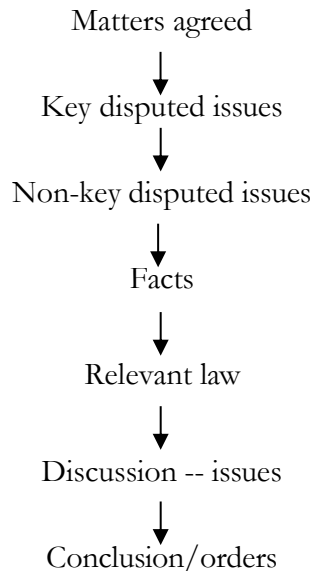 Matters agreed
Key disputed issues
Non-key disputed issues
Facts
Relevant law
Discussion -- issues
Conclusion/orders